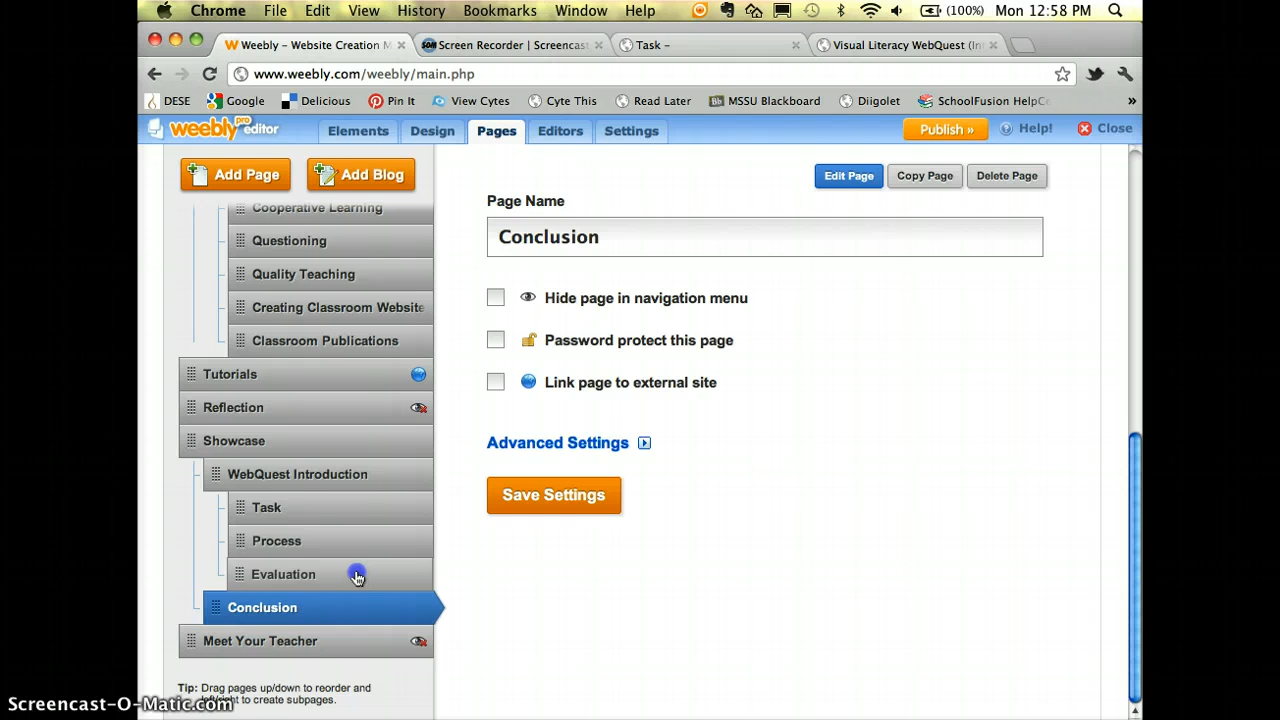 Chrome File Edit View History Bookmarks Window Help (100%) Mon 12:58 PM
Weebly – Website Creation M Screen Recorder | Screencast Task – Visual Literacy WebQuest (In
www.weebly.com/weebly/main.php
DESE Google Delicious Pin It View Cytes Cyte This Read Later Bb MSSU Blackboard Diigolet SchoolFusion HelpCe »
weebly pro editor Elements Design Pages Editors Settings Publish » Help! Close
Add Page Add Blog Edit Page Copy Page Delete Page
Page Name
Conclusion
Hide page in navigation menu
Password protect this page
Link page to external site
Advanced Settings
Save Settings
Cooperative Learning
Questioning
Quality Teaching
Creating Classroom Website
Classroom Publications
Tutorials
Reflection
Showcase
WebQuest Introduction
Task
Process
Evaluation
Conclusion
Meet Your Teacher
Tip: Drag pages up/down to reorder and
left/right to create subpages.
Screencast-O-Matic.com